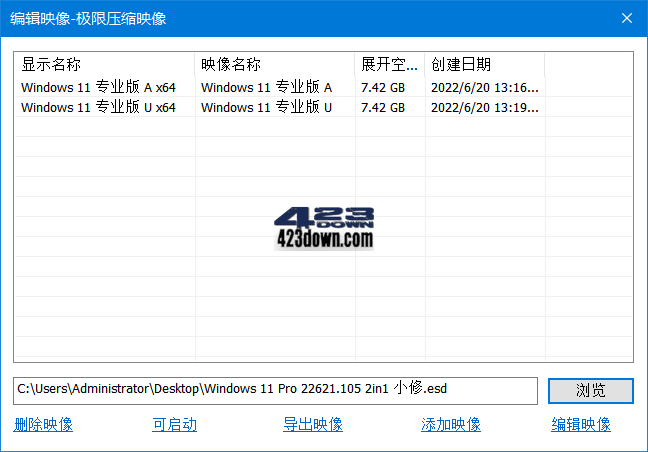 编辑映像-极限压缩映像
显示名称 映像名称 展开空... 创建日期
Windows 11 专业版 A x64 Windows 11 专业版 A 7.42 GB 2022/6/20 13:16...
Windows 11 专业版 U x64 Windows 11 专业版 U 7.42 GB 2022/6/20 13:19...
423
DOWN
423down.com
C:\Users\Administrator\Desktop\Windows 11 Pro 22621.105 2in1 小修.esd 浏览
删除映像 可启动 导出映像 添加映像 编辑映像